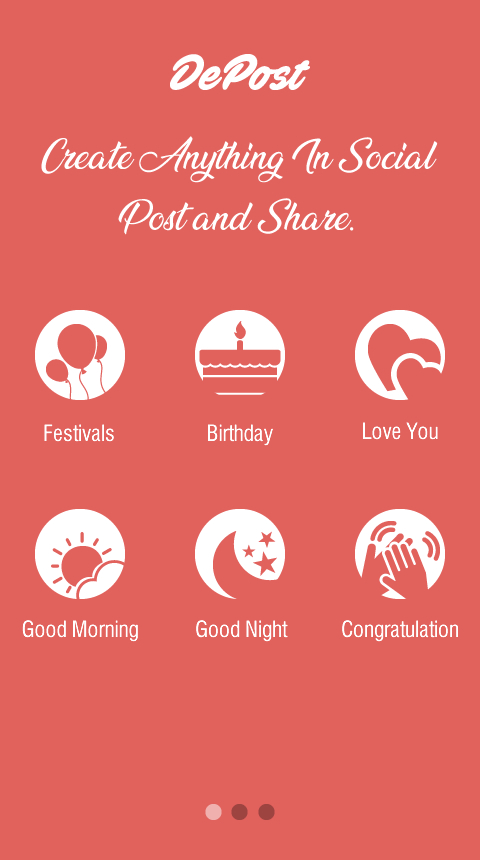 DePost
Create Anything In Social
Post and Share.
Festivals
Birthday
Love You
Good Morning
Good Night
Congratulation